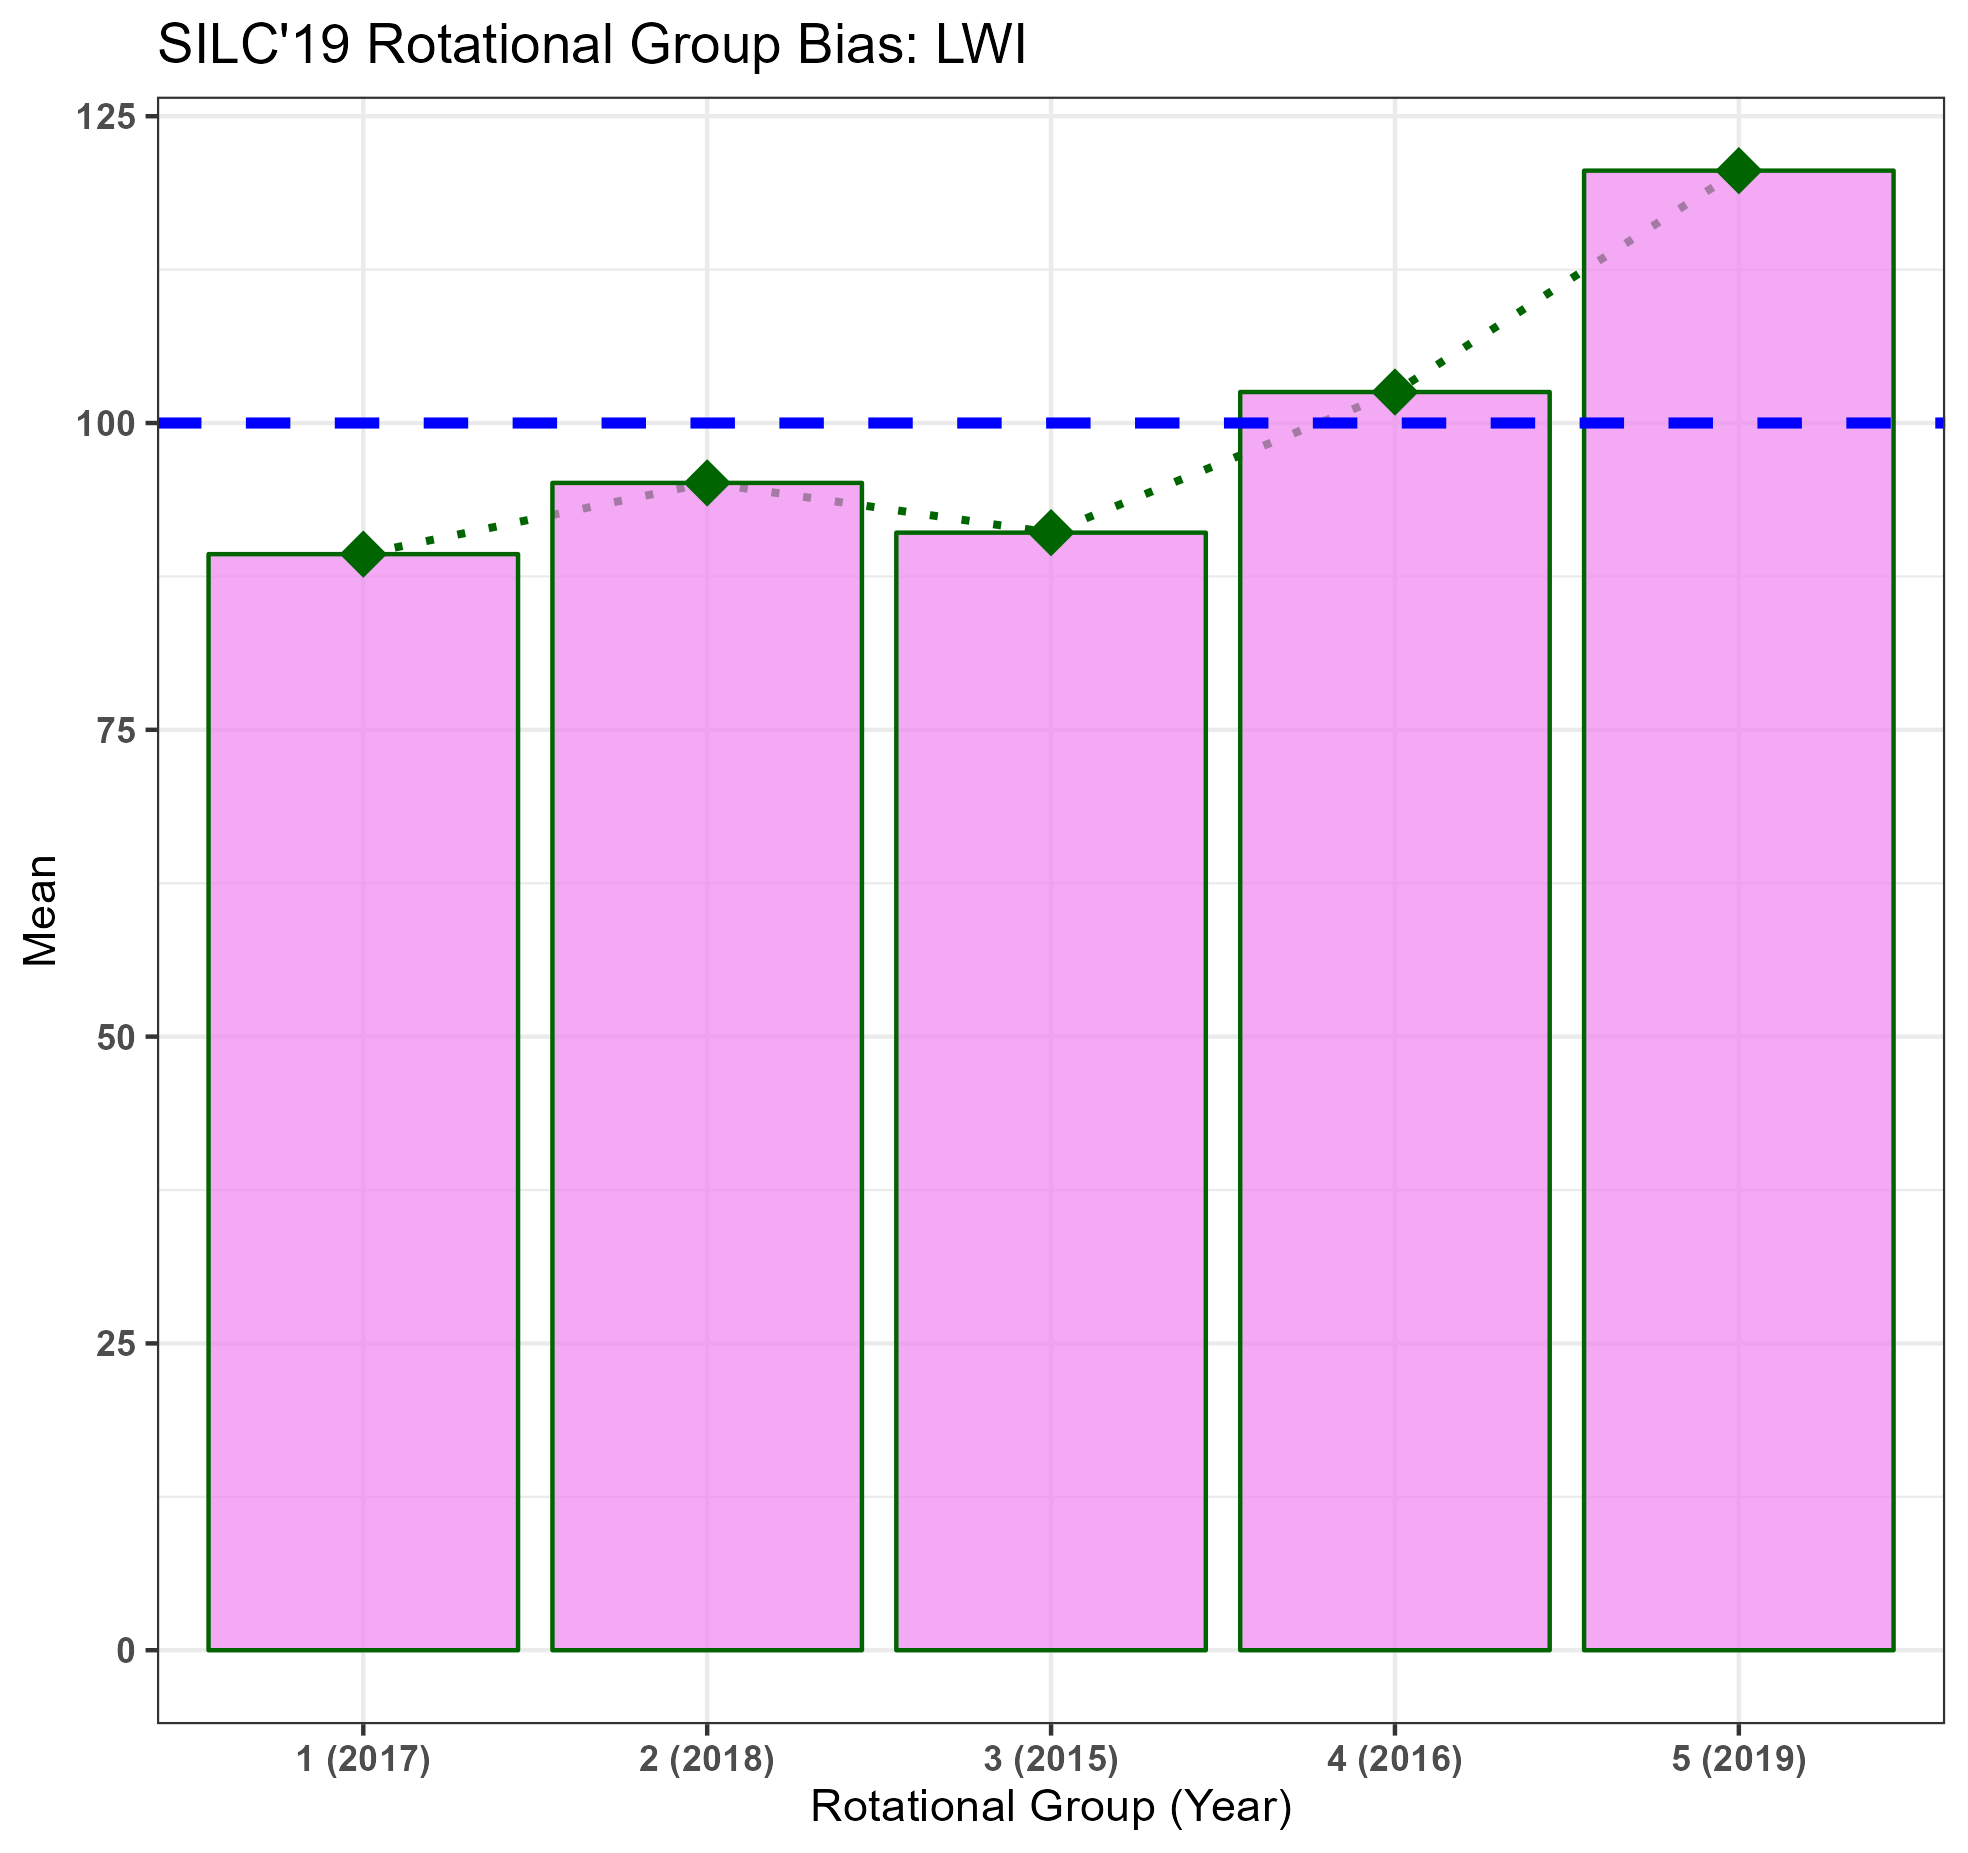 SILC'19 Rotational Group Bias: LWI
125
100
75
50
25
0
Mean
1 (2017) 2 (2018) 3 (2015) 4 (2016) 5 (2019)
Rotational Group (Year)